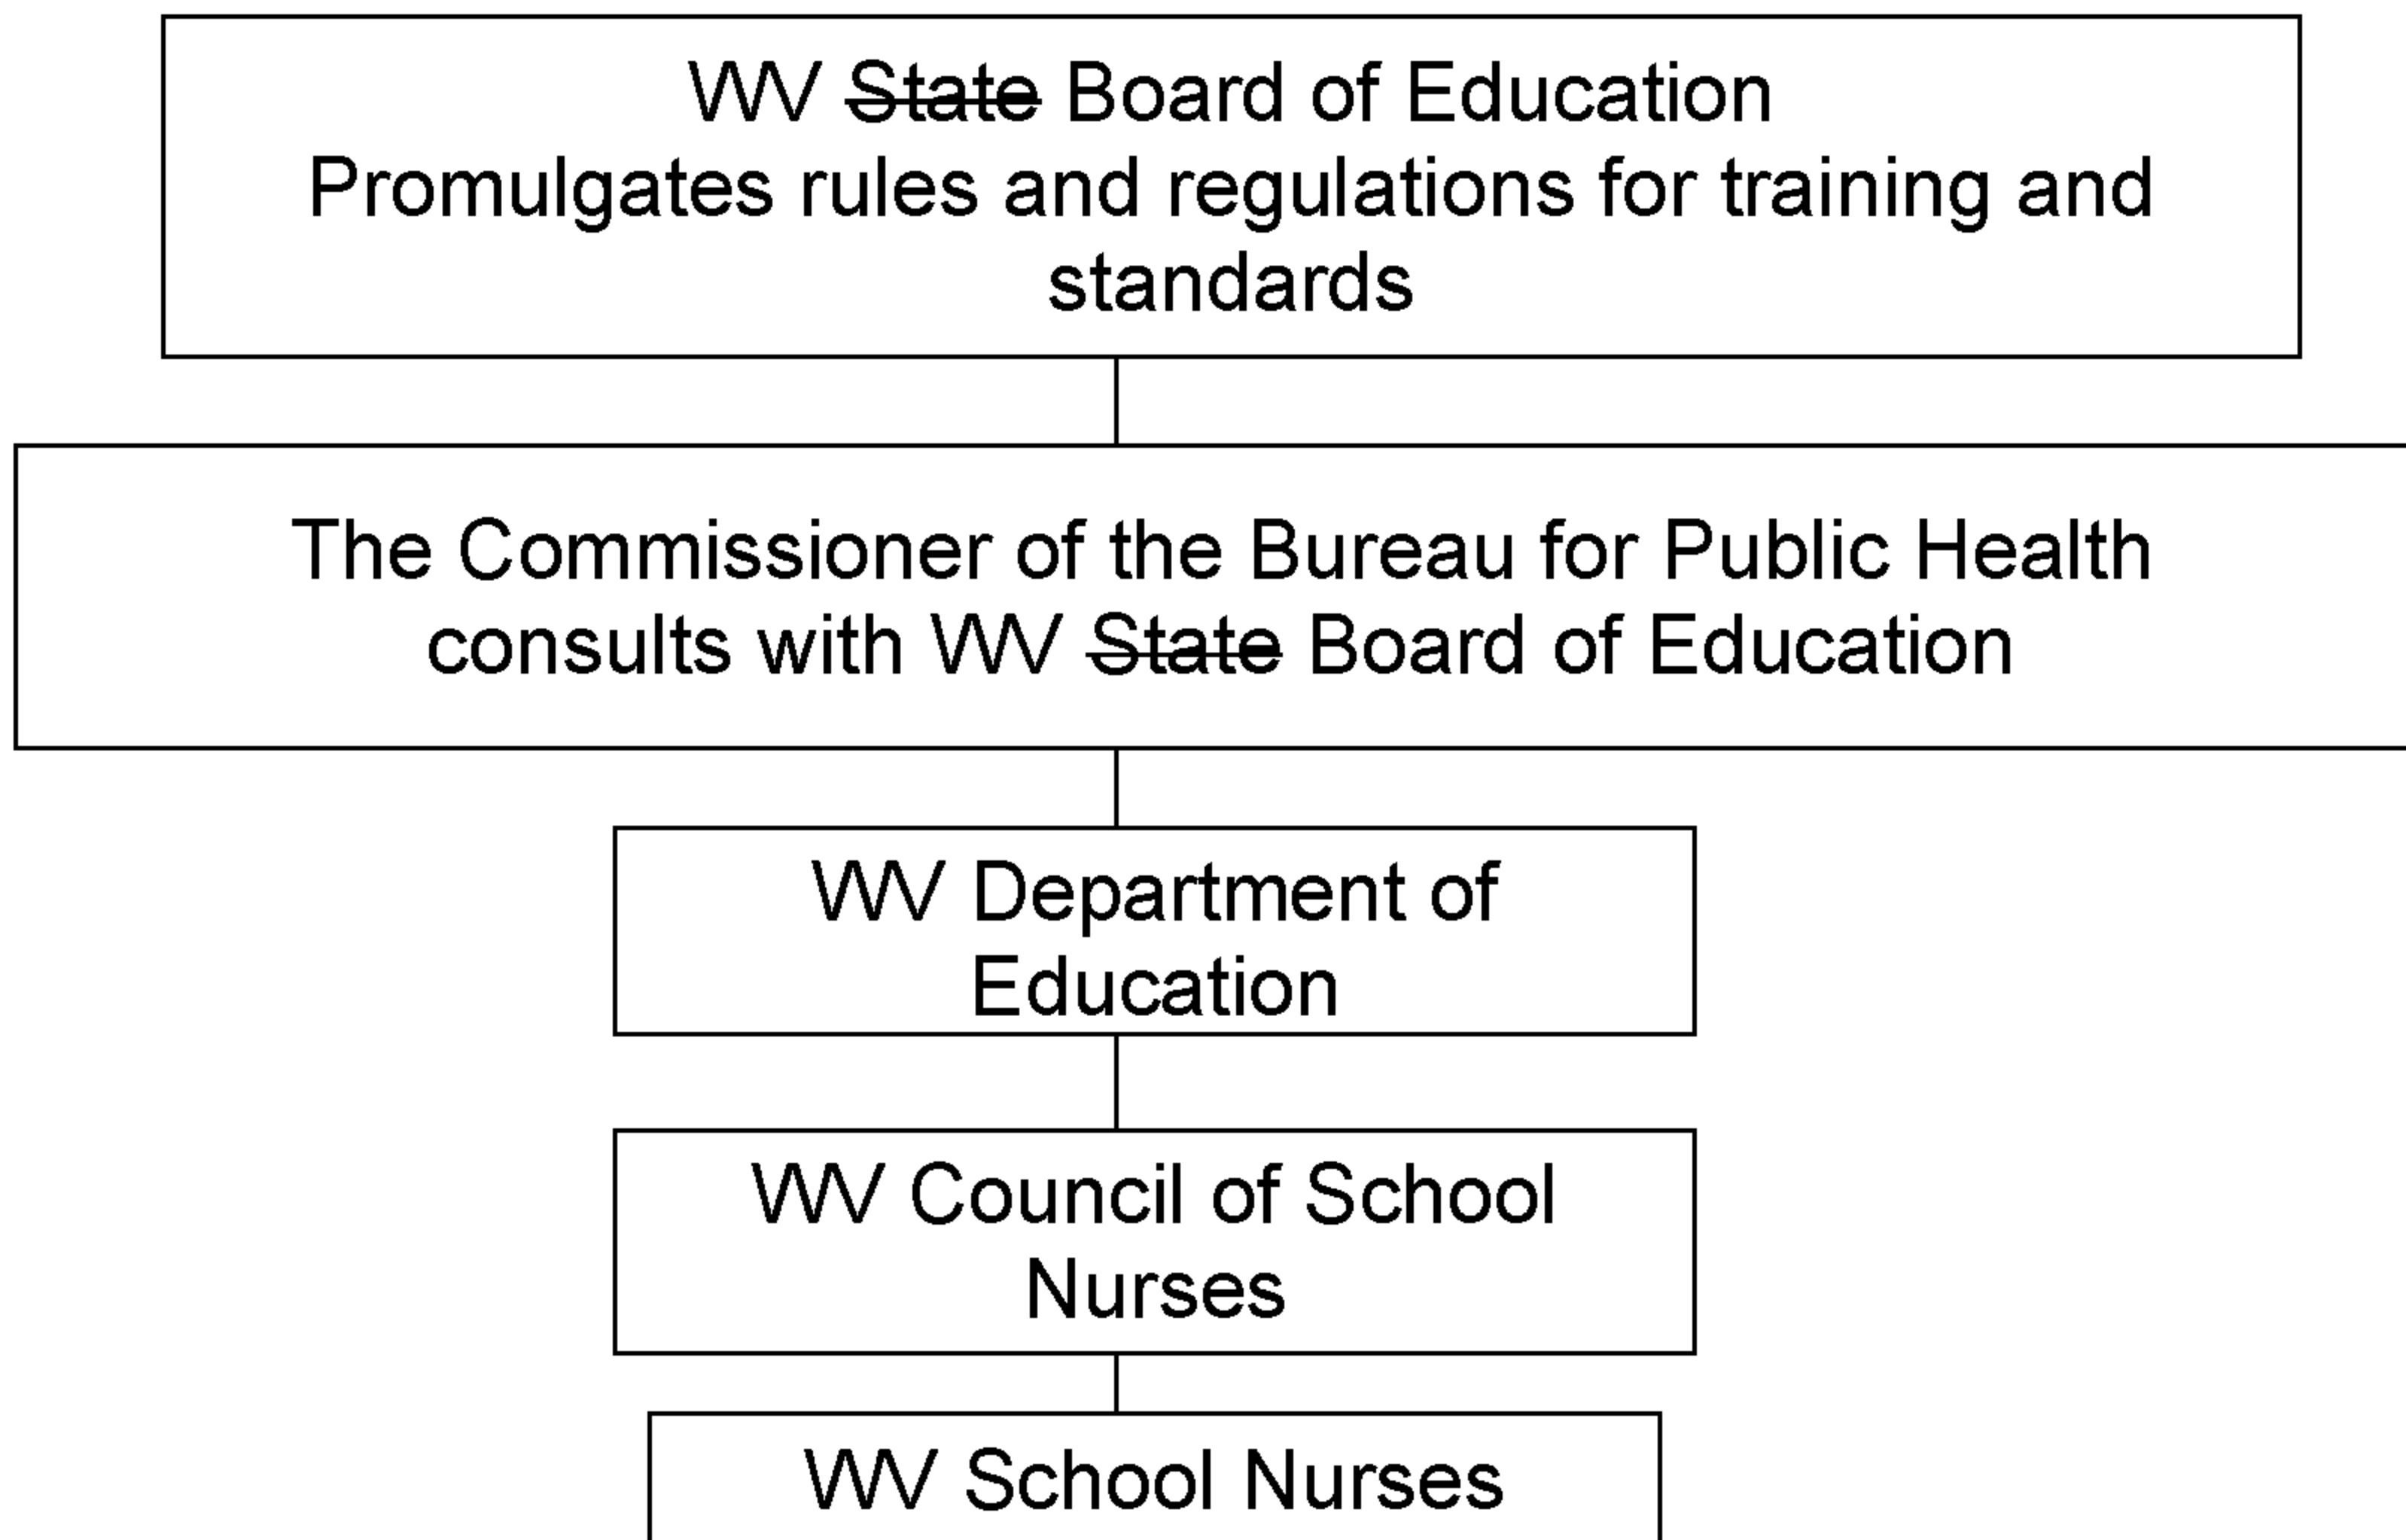 WV State Board of Education
Promulgates rules and regulations for training and
standards
The Commissioner of the Bureau for Public Health
consults with WV State Board of Education
WV Department of
Education
WV Council of School
Nurses
WV School Nurses